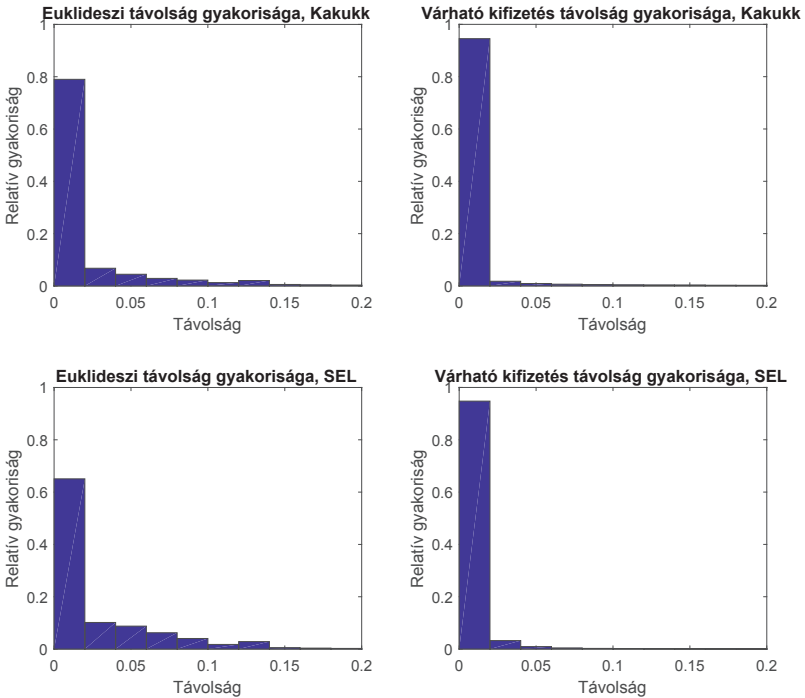 Euklideszi távolság gyakorisága, Kakukk
1
0.8
0.6
0.4
0.2
0
Relatív gyakoriság
0 0.05 0.1 0.15 0.2
Távolság
Várható kifizetés távolság gyakorisága, Kakukk
1
0.8
0.6
0.4
0.2
0
Relatív gyakoriság
0 0.05 0.1 0.15 0.2
Távolság
Euklideszi távolság gyakorisága, SEL
1
0.8
0.6
0.4
0.2
0
Relatív gyakoriság
0 0.05 0.1 0.15 0.2
Távolság
Várható kifizetés távolság gyakorisága, SEL
1
0.8
0.6
0.4
0.2
0
Relatív gyakoriság
0 0.05 0.1 0.15 0.2
Távolság